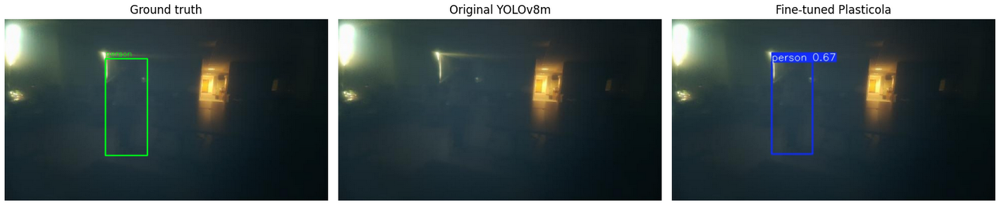 Ground truth
Original YOLOv8m
Fine-tuned Plasticola
person
person 0.67